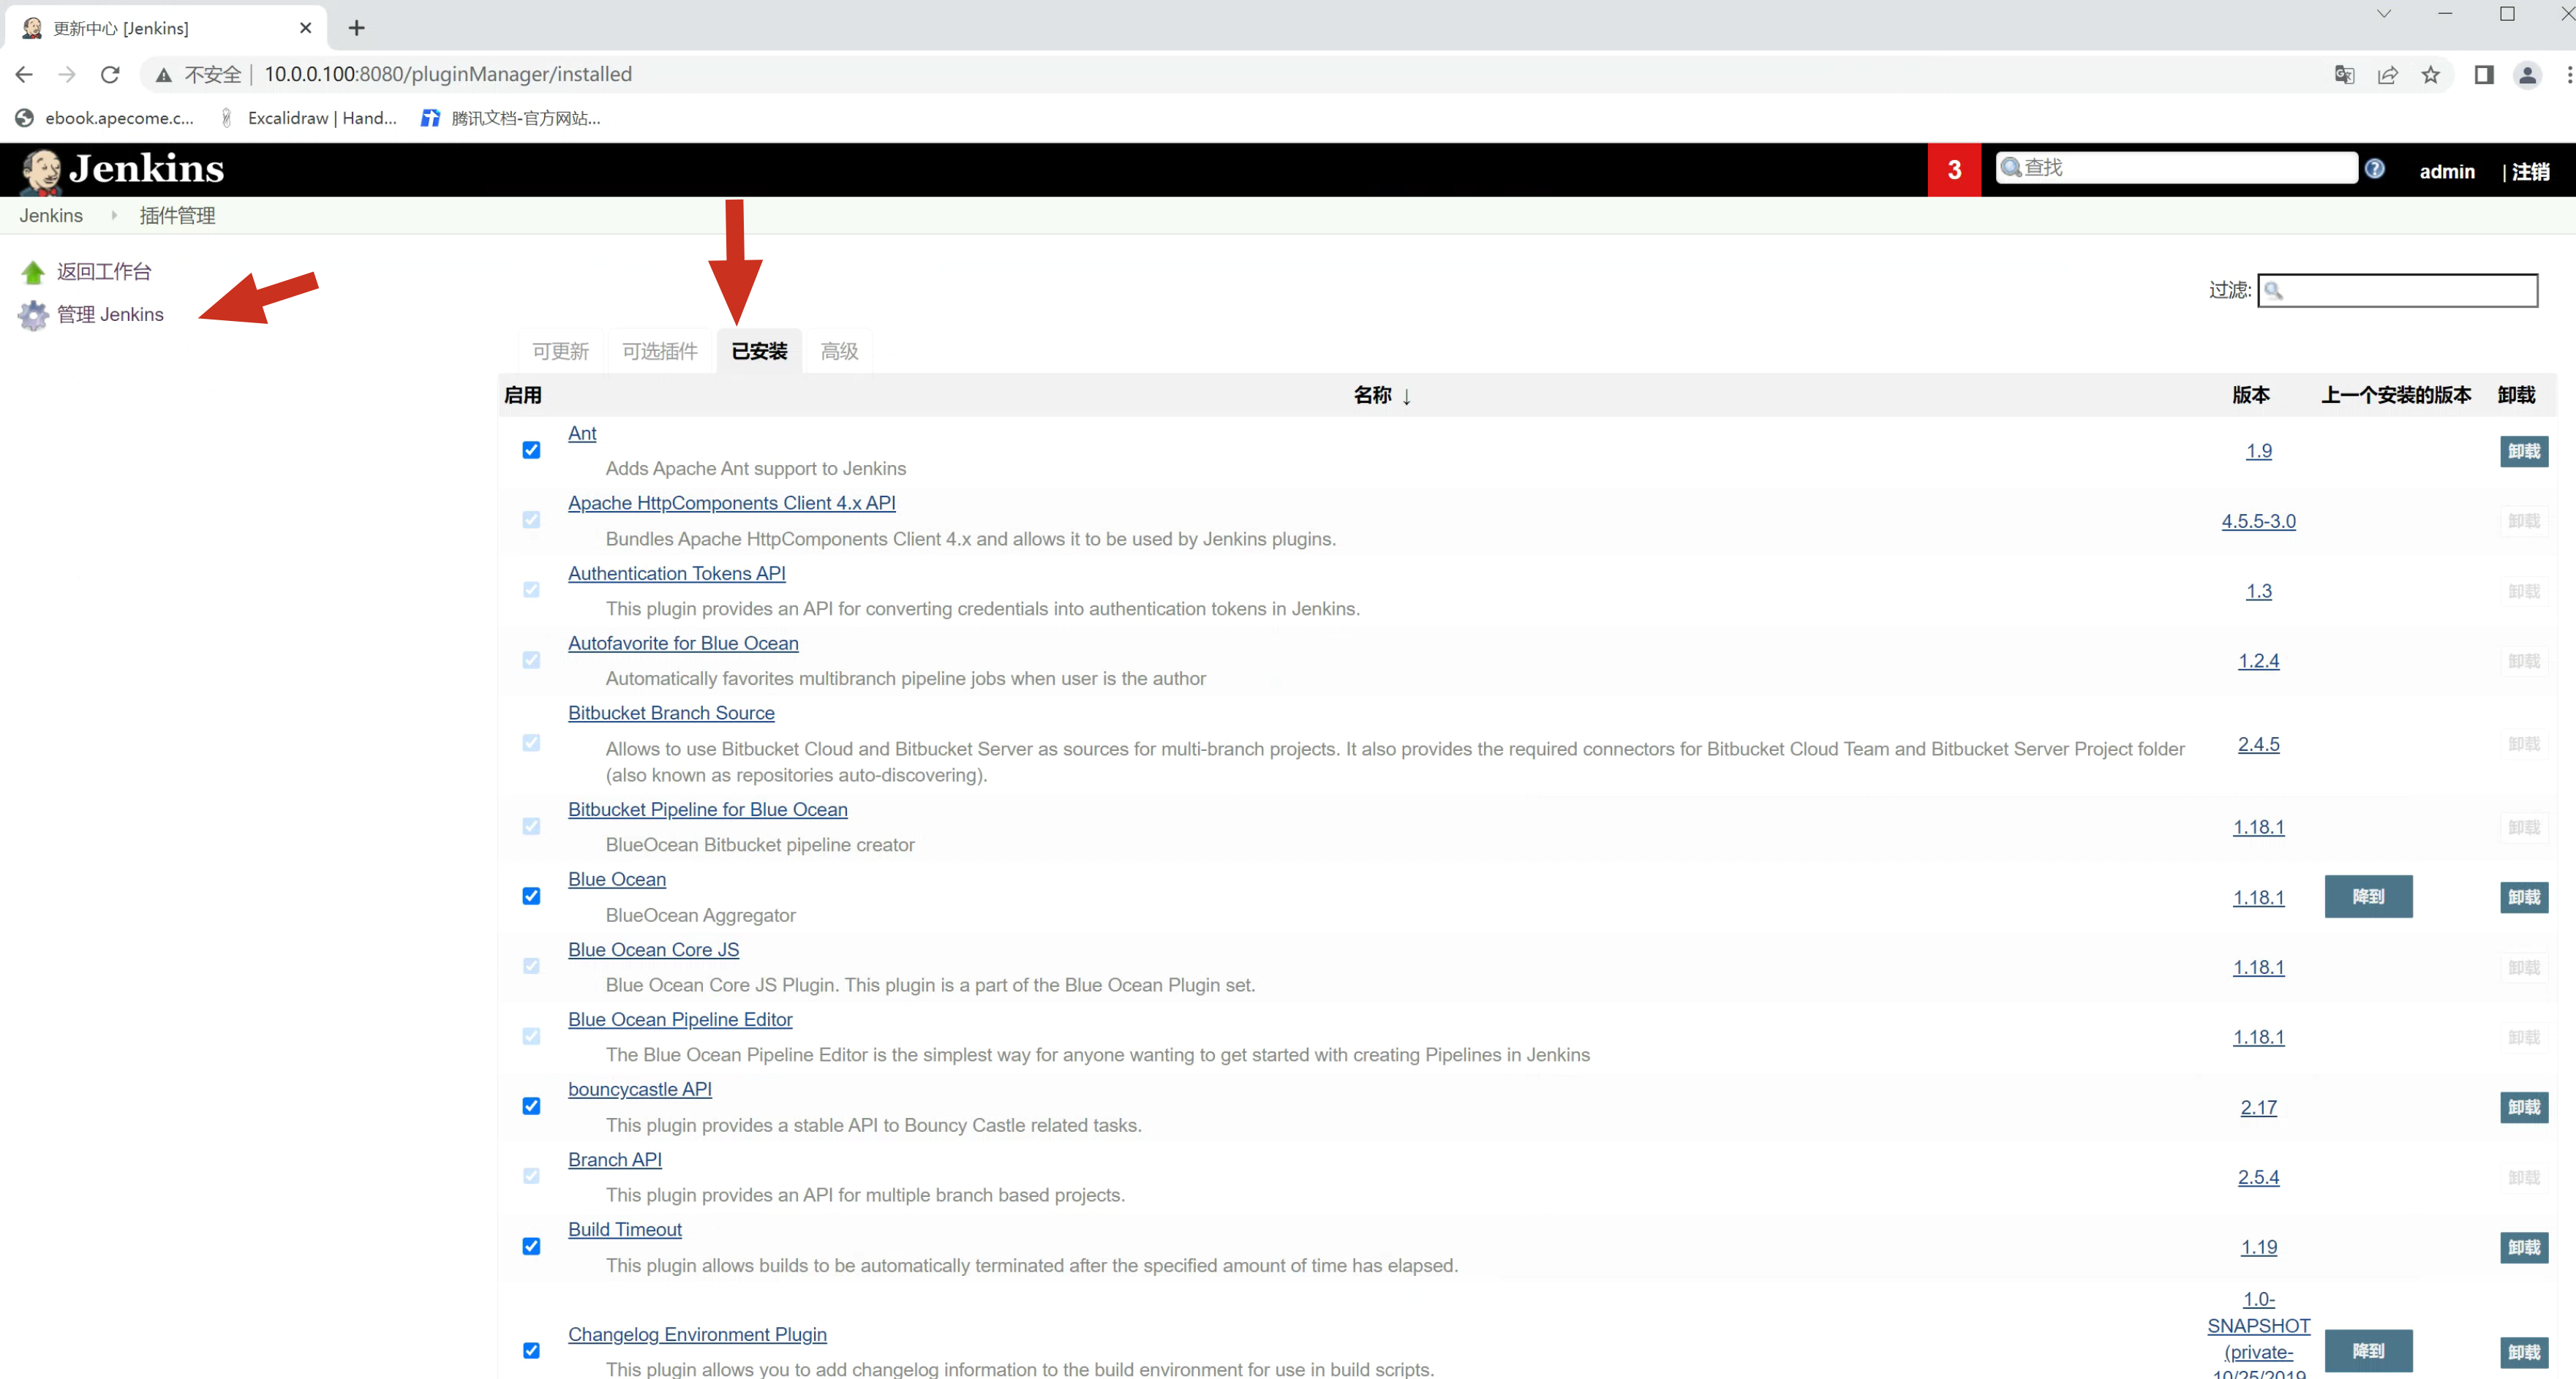 更新中心 [Jenkins]
不安全 | 10.0.0.100:8080/pluginManager/installed
ebook.apecome.c... Excalidraw | Hand... 腾讯文档-官方网站...
Jenkins 3 查找 admin | 注销
Jenkins 插件管理
返回工作台
管理 Jenkins
过滤:
可更新 可选插件 已安装 高级
启用 名称 ↓ 版本 上一个安装的版本 卸载
Ant
Adds Apache Ant support to Jenkins
1.9 卸载
Apache HttpComponents Client 4.x API
Bundles Apache HttpComponents Client 4.x and allows it to be used by Jenkins plugins.
4.5.5-3.0 卸载
Authentication Tokens API
This plugin provides an API for converting credentials into authentication tokens in Jenkins.
1.3 卸载
Autofavorite for Blue Ocean
Automatically favorites multibranch pipeline jobs when user is the author
1.2.4 卸载
Bitbucket Branch Source
Allows to use Bitbucket Cloud and Bitbucket Server as sources for multi-branch projects. It also provides the required connectors for Bitbucket Cloud Team and Bitbucket Server Project folder
(also known as repositories auto-discovering).
2.4.5 卸载
Bitbucket Pipeline for Blue Ocean
BlueOcean Bitbucket pipeline creator
1.18.1 卸载
Blue Ocean
BlueOcean Aggregator
1.18.1 降到 卸载
Blue Ocean Core JS
Blue Ocean Core JS Plugin. This plugin is a part of the Blue Ocean Plugin set.
1.18.1 卸载
Blue Ocean Pipeline Editor
The Blue Ocean Pipeline Editor is the simplest way for anyone wanting to get started with creating Pipelines in Jenkins
1.18.1 卸载
bouncycastle API
This plugin provides a stable API to Bouncy Castle related tasks.
2.17 卸载
Branch API
This plugin provides an API for multiple branch based projects.
2.5.4 卸载
Build Timeout
This plugin allows builds to be automatically terminated after the specified amount of time has elapsed.
1.19 卸载
Changelog Environment Plugin
This plugin allows you to add changelog information to the build environment for use in build scripts.
1.0-
SNAPSHOT
(private-
10/25/2019
降到 卸载